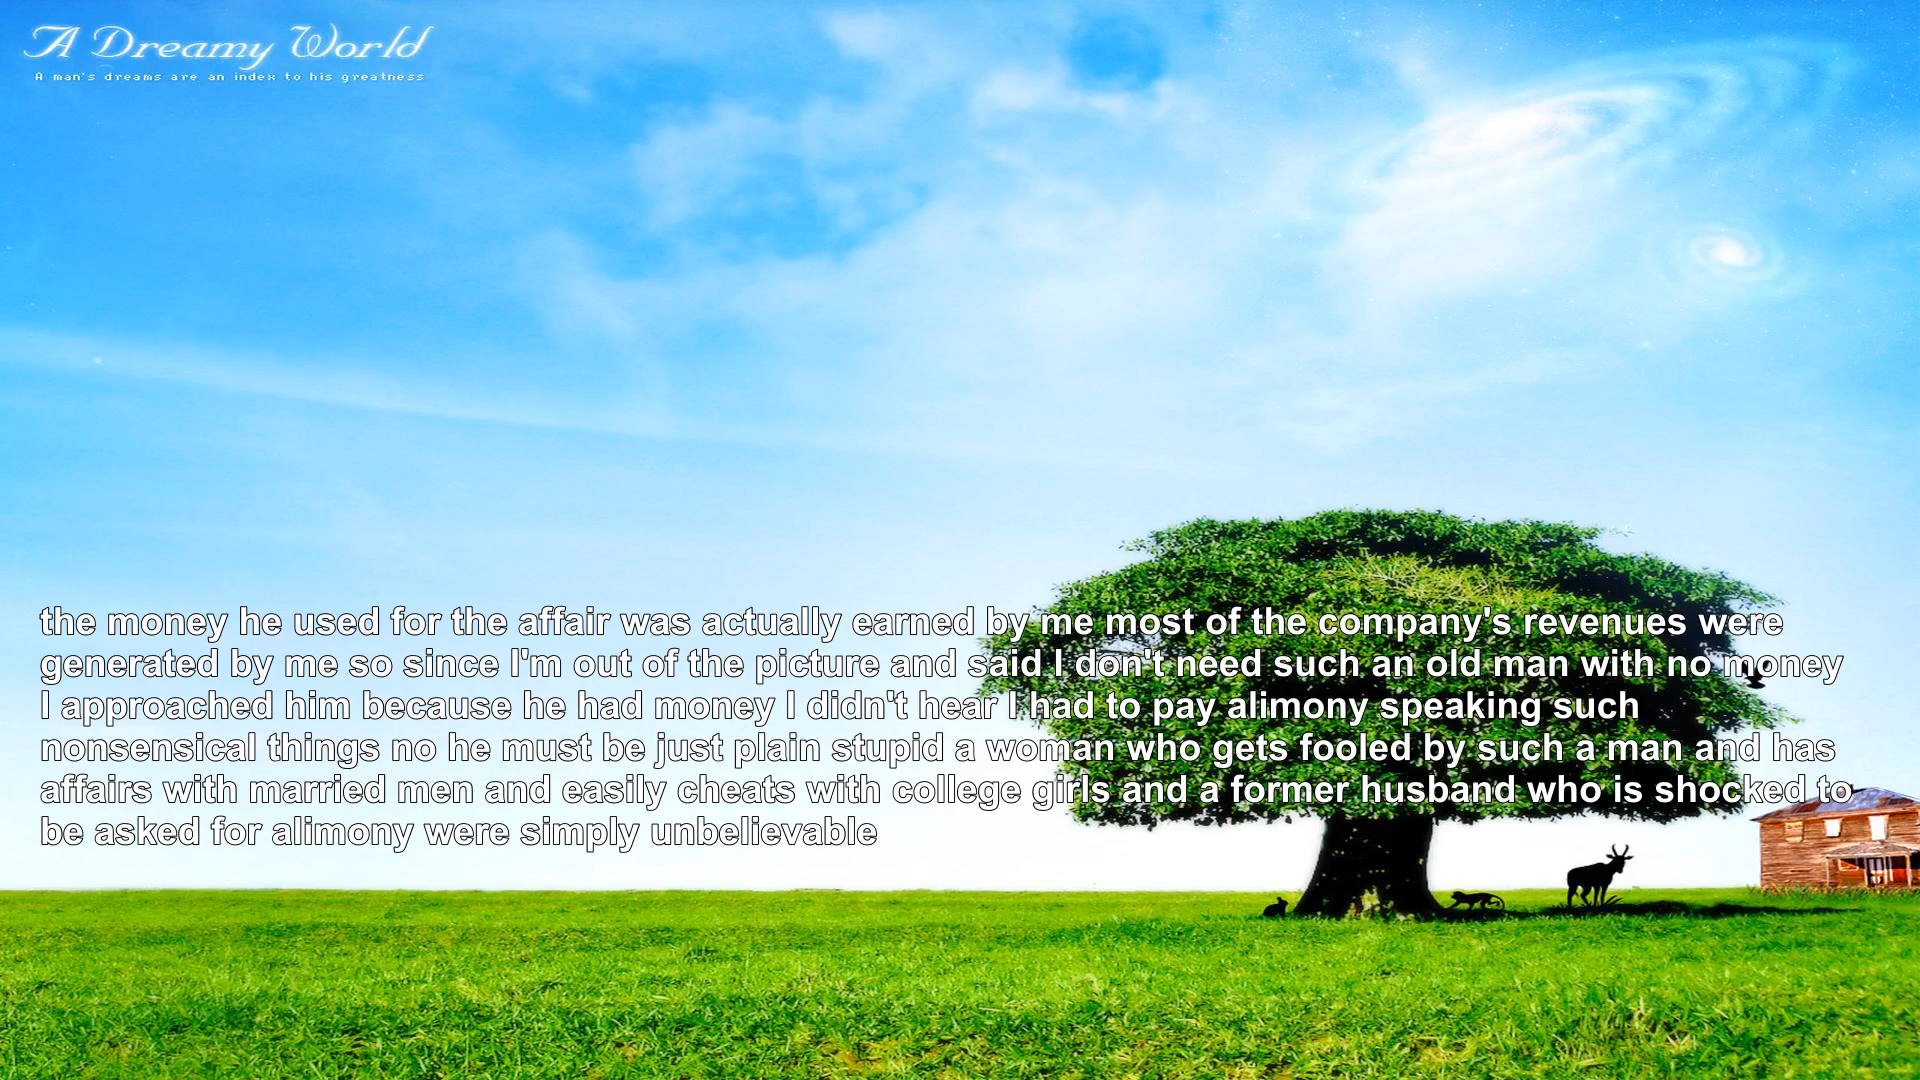 A Dreamy World
A man's dreams are an index to his greatness
the money he used for the affair was actually earned by me most of the company's revenues were
generated by me so since I'm out of the picture and said I don't need such an old man with no money
I approached him because he had money I didn't hear I had to pay alimony speaking such
nonsensical things no he must be just plain stupid a woman who gets fooled by such a man and has
affairs with married men and easily cheats with college girls and a former husband who is shocked to
be asked for alimony were simply unbelievable